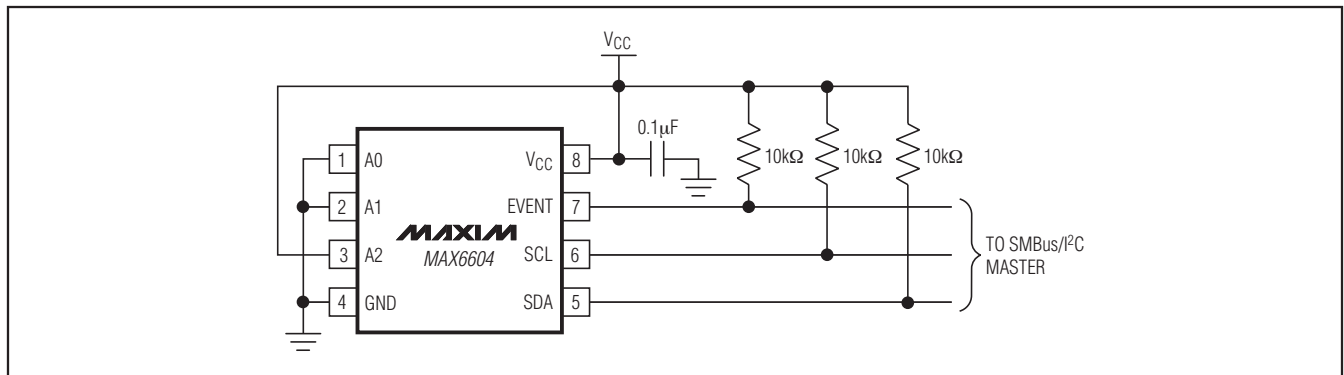 VCC
0.1μF
10kΩ 10kΩ 10kΩ
1 A0 VCC 8
2 A1 EVENT 7
MAXIM
MAX6604
3 A2 SCL 6
4 GND SDA 5
TO SMBus/I²C
MASTER